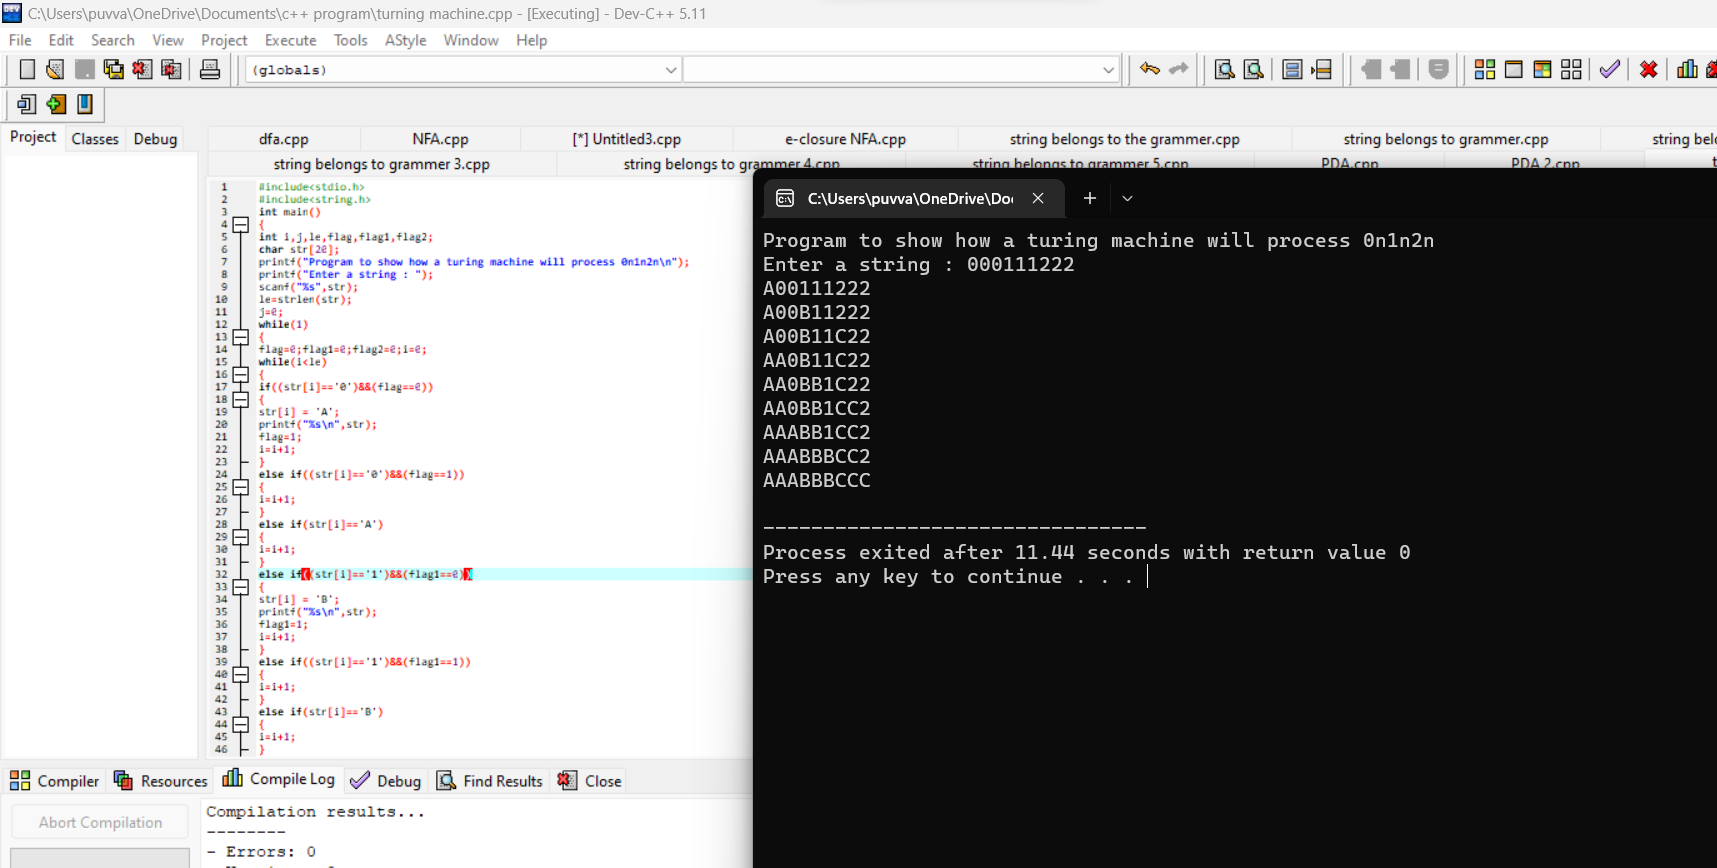 C:\Users\puvva\OneDrive\Documents\c++ program\turning machine.cpp - [Executing] - Dev-C++ 5.11
File Edit Search View Project Execute Tools AStyle Window Help
(globals)
Project Classes Debug
dfa.cpp NFA.cpp [*] Untitled3.cpp e-closure NFA.cpp string belongs to the grammer.cpp string belongs to grammer.cpp string bel
string belongs to grammer 3.cpp string belongs to grammer 4.cpp string belongs to grammer 5.cpp PDA.cpp PDA 2.cpp
1 #include<stdio.h>
2 #include<string.h>
3 int main()
4 {
5 int i,j,le,flag,flag1,flag2;
6 char str[20];
7 printf("Program to show how a turing machine will process 0n1n2n\n");
8 printf("Enter a string : ");
9 scanf("%s",str);
10 le=strlen(str);
11 j=0;
12 while(1)
13 {
14 flag=0;flag1=0;flag2=0;i=0;
15 while(i<le)
16 {
17 if((str[i]=='0')&&(flag==0))
18 {
19 str[i] = 'A';
20 printf("%s\n",str);
21 flag=1;
22 i=i+1;
23 }
24 else if((str[i]=='0')&&(flag==1))
25 {
26 i=i+1;
27 }
28 else if(str[i]=='A')
29 {
30 i=i+1;
31 }
32 else if((str[i]=='1')&&(flag1==0))
33 {
34 str[i] = 'B';
35 printf("%s\n",str);
36 flag1=1;
37 i=i+1;
38 }
39 else if((str[i]=='1')&&(flag1==1))
40 {
41 i=i+1;
42 }
43 else if(str[i]=='B')
44 {
45 i=i+1;
46 }
C:\Users\puvva\OneDrive\Doc
Program to show how a turing machine will process 0n1n2n
Enter a string : 000111222
A00111222
A00B11222
A00B11C22
AA0B11C22
AA0BB1C22
AA0BB1CC2
AAABB1CC2
AAABBBCC2
AAABBBCCC
--------------------------------
Process exited after 11.44 seconds with return value 0
Press any key to continue . . .
Compiler Resources Compile Log Debug Find Results Close
Abort Compilation
Compilation results...
--------
- Errors: 0